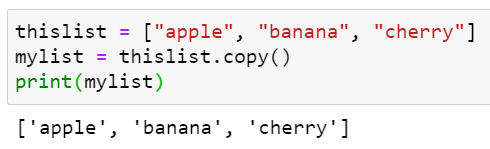 thislist = ["apple", "banana", "cherry"]
mylist = thislist.copy()
print(mylist)
['apple', 'banana', 'cherry']